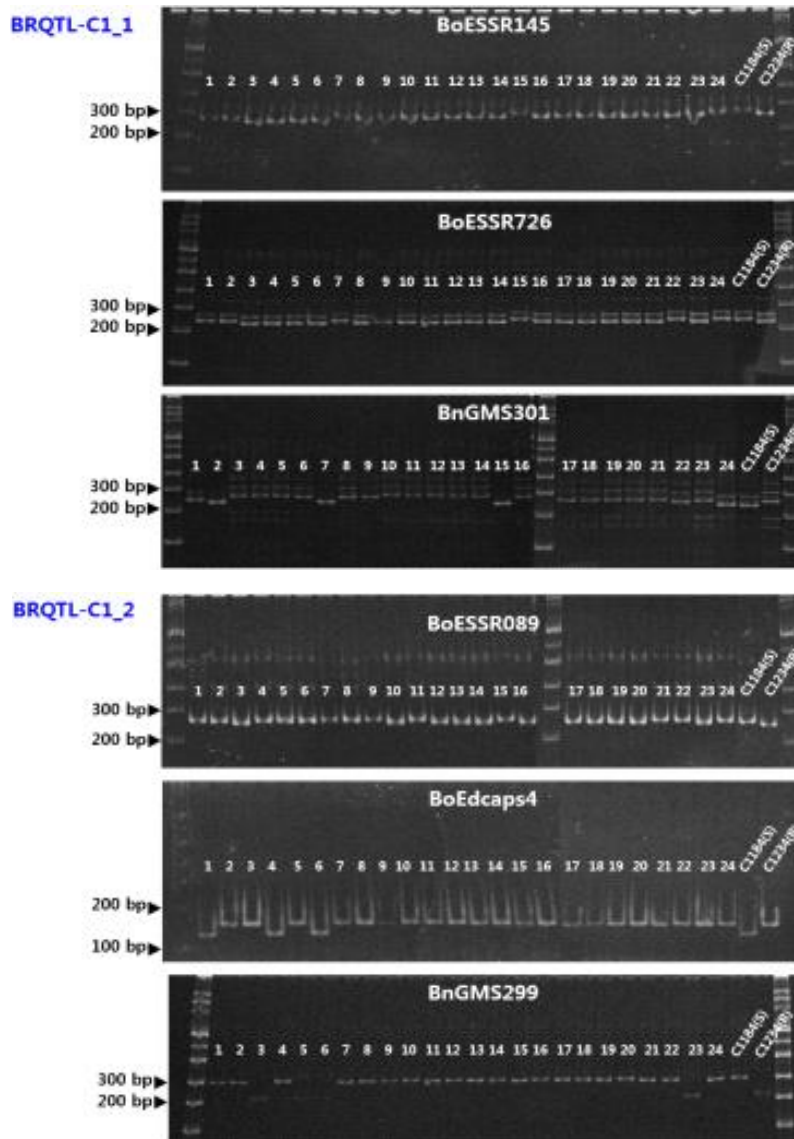 BRQTL-C1_1
BoESSR145
1 2 3 4 5 6 7 8 9 10 11 12 13 14 15 16 17 18 19 20 21 22 23 24 C1184(S) C1234(R)
300 bp
200 bp
BoESSR726
1 2 3 4 5 6 7 8 9 10 11 12 13 14 15 16 17 18 19 20 21 22 23 24 C1184(S) C1234(R)
300 bp
200 bp
BnGMS301
1 2 3 4 5 6 7 8 9 10 11 12 13 14 15 16 17 18 19 20 21 22 23 24 C1184(S) C1234(R)
300 bp
200 bp
BRQTL-C1_2
BoESSR089
1 2 3 4 5 6 7 8 9 10 11 12 13 14 15 16 17 18 19 20 21 22 23 24 C1184(S) C1234(R)
300 bp
200 bp
BoEdcaps4
1 2 3 4 5 6 7 8 9 10 11 12 13 14 15 16 17 18 19 20 21 22 23 24 C1184(S) C1234(R)
200 bp
100 bp
BnGMS299
1 2 3 4 5 6 7 8 9 10 11 12 13 14 15 16 17 18 19 20 21 22 23 24 C1184(S) C1234(R)
300 bp
200 bp